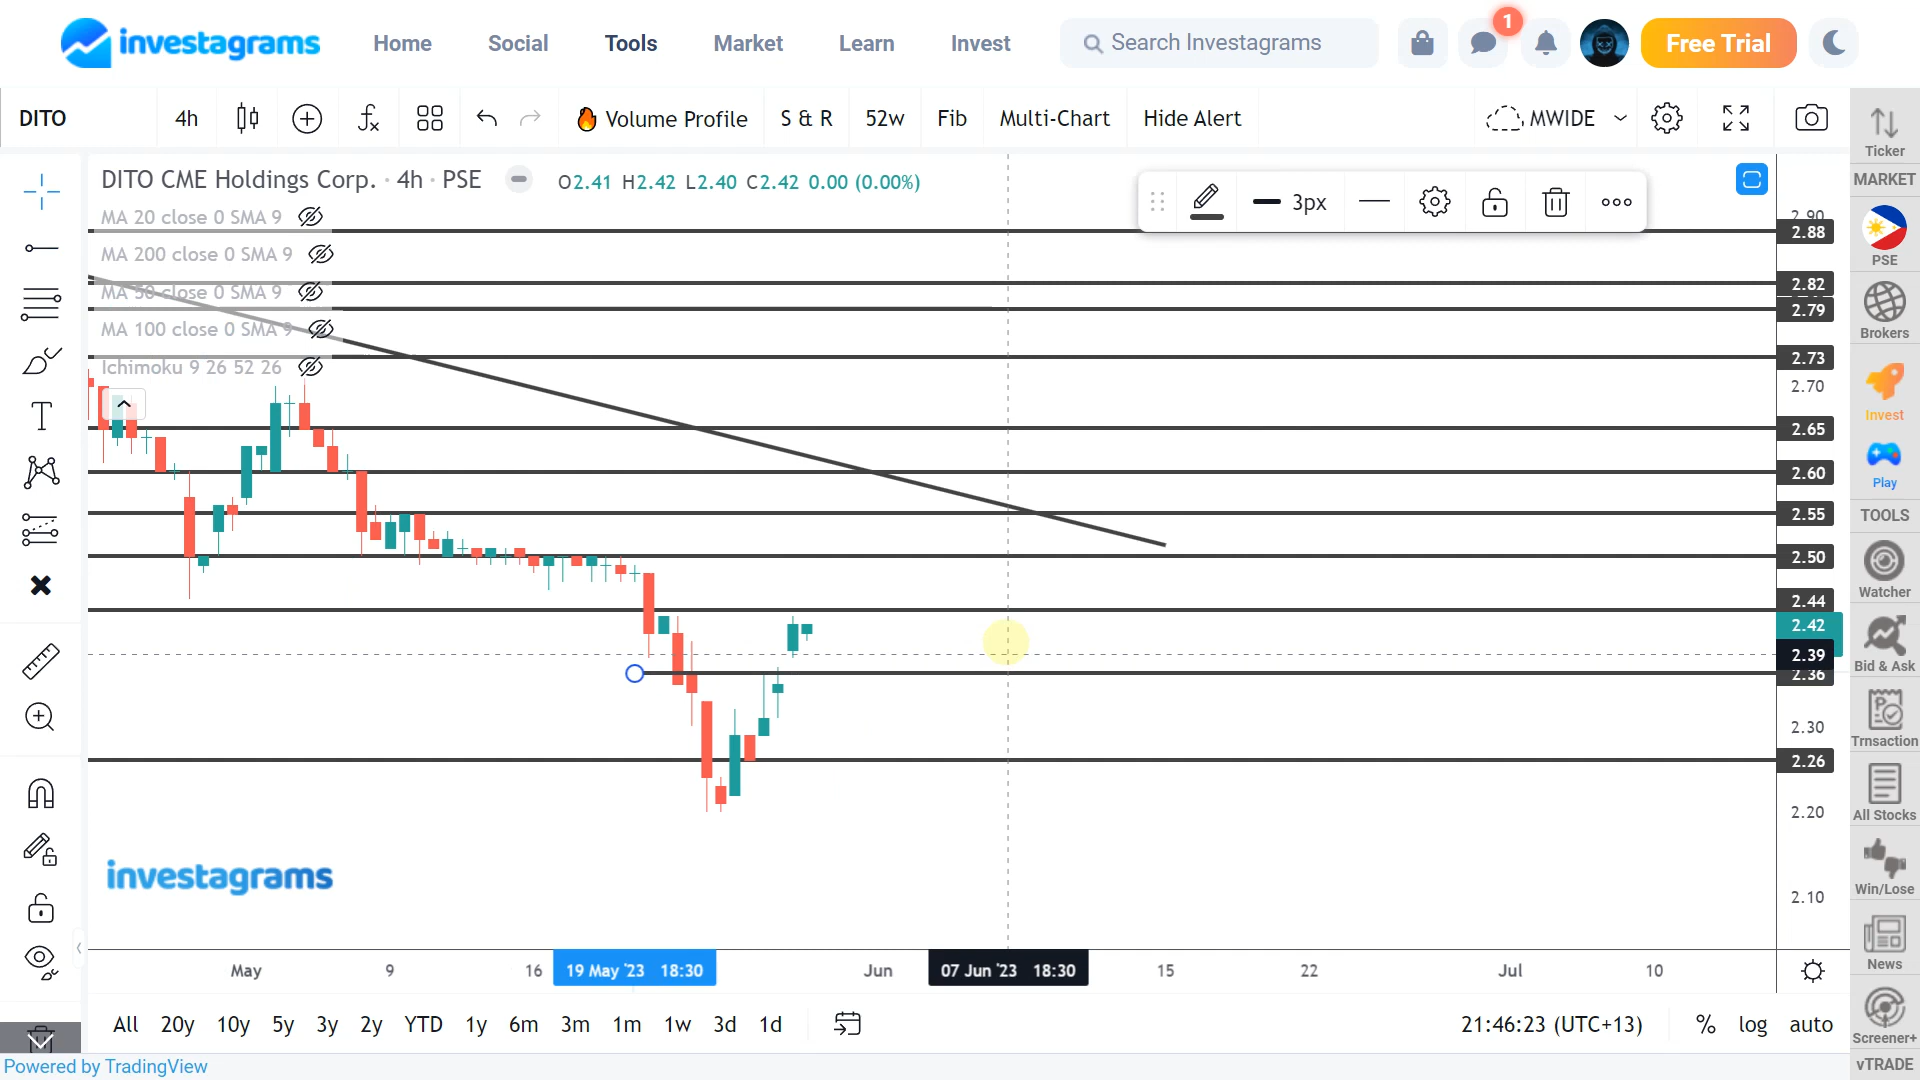 investagrams Home Social Tools Market Learn Invest Search Investagrams 1 Free Trial
DITO 4h Volume Profile S & R 52w Fib Multi-Chart Hide Alert MWIDE
Ticker
DITO CME Holdings Corp. · 4h · PSE O2.41 H2.42 L2.40 C2.42 0.00 (0.00%)
3px
MARKET
MA 20 close 0 SMA 9
2.90
2.88
MA 200 close 0 SMA 9
PSE
MA 50 close 0 SMA 9
2.82
2.79
MA 100 close 0 SMA 9
Brokers
2.73
Ichimoku 9 26 52 26
2.70
Invest
2.65
2.60
Play
2.55
TOOLS
2.50
Watcher
2.44
2.42
2.39
Bid & Ask
2.36
2.30
Trnsaction
2.26
2.20
All Stocks
investagrams
2.10
Win/Lose
May 9 16 19 May '23 18:30 Jun 07 Jun '23 18:30 15 22 Jul 10
News
All 20y 10y 5y 3y 2y YTD 1y 6m 3m 1m 1w 3d 1d 21:46:23 (UTC+13) % log auto
Screener+
Powered by TradingView
vTRADE